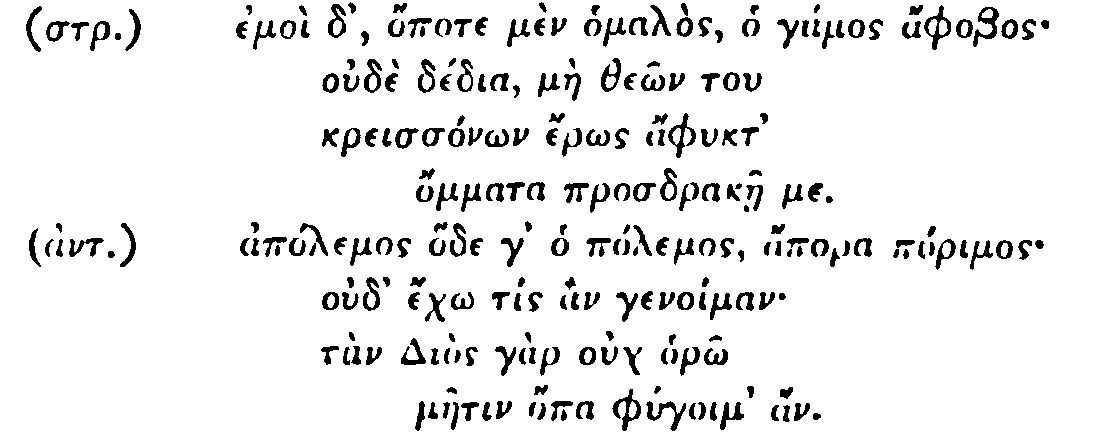 (στρ.) ἐμοὶ δ’, ὅποτε μὲν ὁμαλὸς, ὁ γάμος ἄφοβος·
οὐδὲ δέδια, μὴ θεῶν του
κρεισσόνων ἔρως ἄφυκτ’
ὄμματα προσδρακῇ με.
(ἀντ.) ἀπόλεμος ὅδε γ’ ὁ πόλεμος, ἄπορα πόριμος·
οὐδ’ ἔχω τίς ἂν γενοίμαν·
τὰν Διὸς γὰρ οὐχ ὁρῶ
μῆτιν ὅπα φύγοιμ’ ἄν.